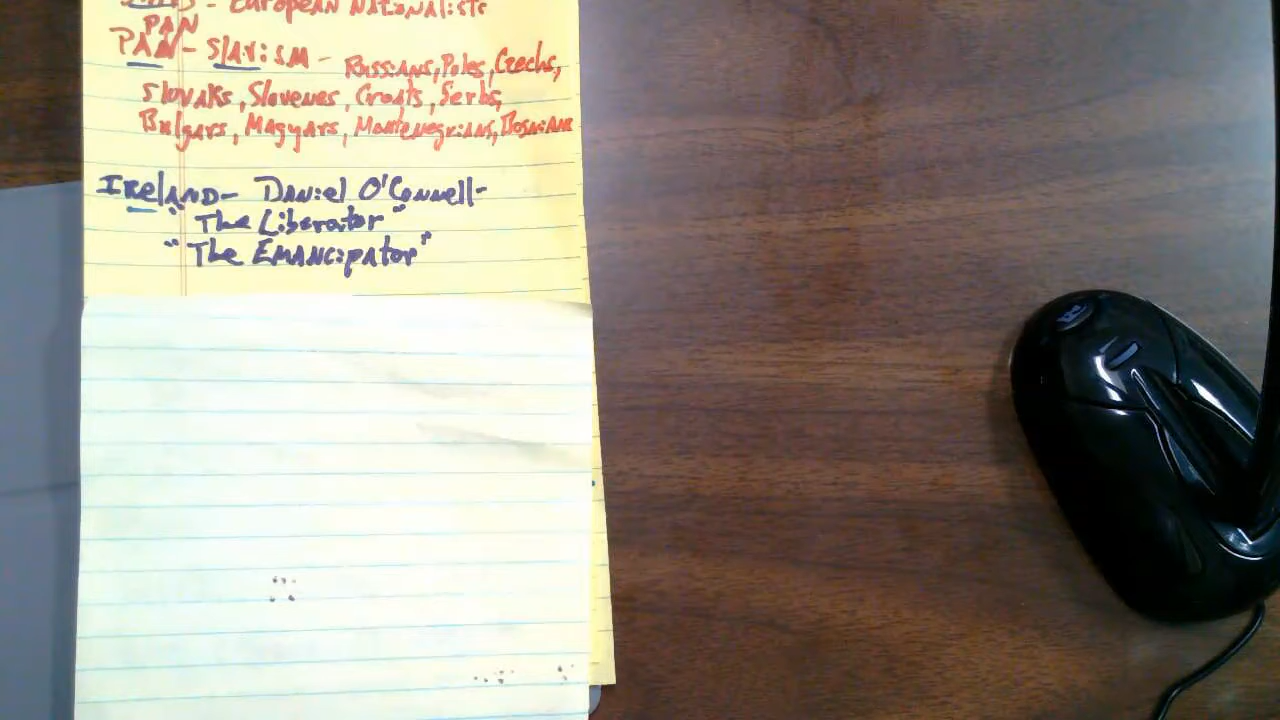 - European Nationalists
PAN
PAN - Slavism - Russians, Poles, Czechs,
Slovaks, Slovenes, Croats, Serbs,
Bulgars, Magyars, Montenegrians, Bosnians
Ireland - Daniel O'Connell-
"The Liberator"
"The Emancipator"